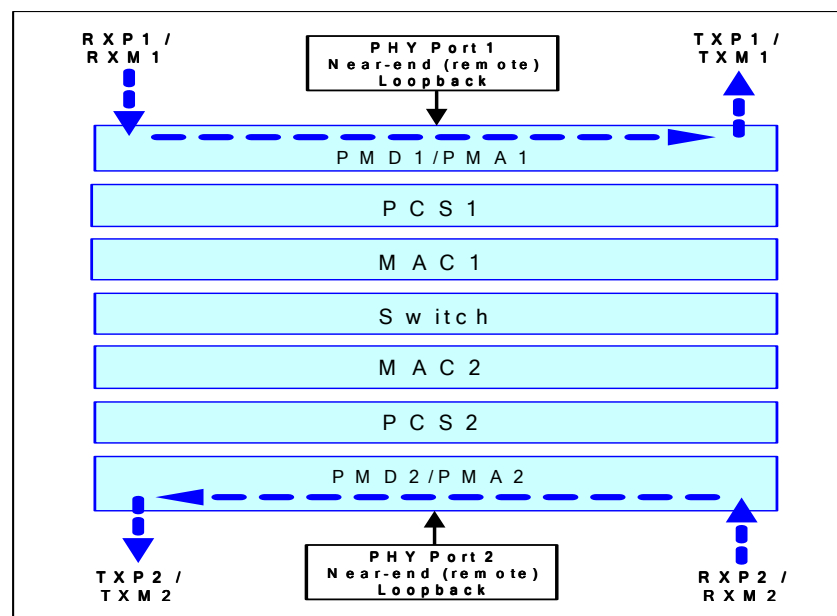 RXP1 /
RXM1
PHY Port1
Near-end (remote)
Loopback
TXP1 /
TXM1
PMD1/PMA1
PCS1
MAC1
Switch
MAC2
PCS2
PMD2/PMA2
TXP2 /
TXM2
PHY Port2
Near-end (remote)
Loopback
RXP2 /
RXM2